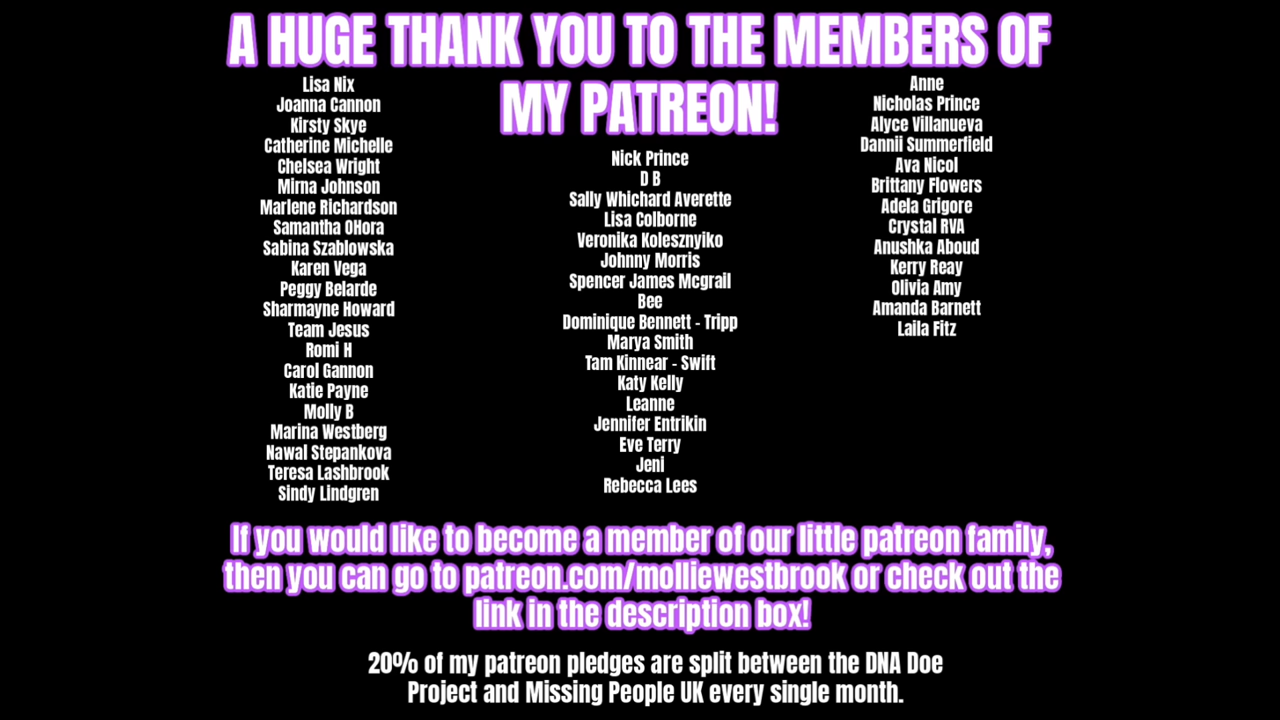 A HUGE THANK YOU TO THE MEMBERS OF
MY PATREON!
Lisa Nix
Joanna Cannon
Kirsty Skye
Catherine Michelle
Chelsea Wright
Mirna Johnson
Marlene Richardson
Samantha OHora
Sabina Szablowska
Karen Vega
Peggy Belarde
Sharmayne Howard
Team Jesus
Romi H
Carol Gannon
Katie Payne
Molly B
Marina Westberg
Nawal Stepankova
Teresa Lashbrook
Sindy Lindgren
Nick Prince
D B
Sally Whichard Averette
Lisa Colborne
Veronika Kolesznyiko
Johnny Morris
Spencer James Mcgrail
Bee
Dominique Bennett - Tripp
Marya Smith
Tam Kinnear - Swift
Katy Kelly
Leanne
Jennifer Entrikin
Eve Terry
Jeni
Rebecca Lees
Anne
Nicholas Prince
Alyce Villanueva
Dannii Summerfield
Ava Nicol
Brittany Flowers
Adela Grigore
Crystal RVA
Anushka Aboud
Kerry Reay
Olivia Amy
Amanda Barnett
Laila Fitz
If you would like to become a member of our little patreon family,
then you can go to patreon.com/molliewestbrook or check out the
link in the description box!
20% of my patreon pledges are split between the DNA Doe
Project and Missing People UK every single month.